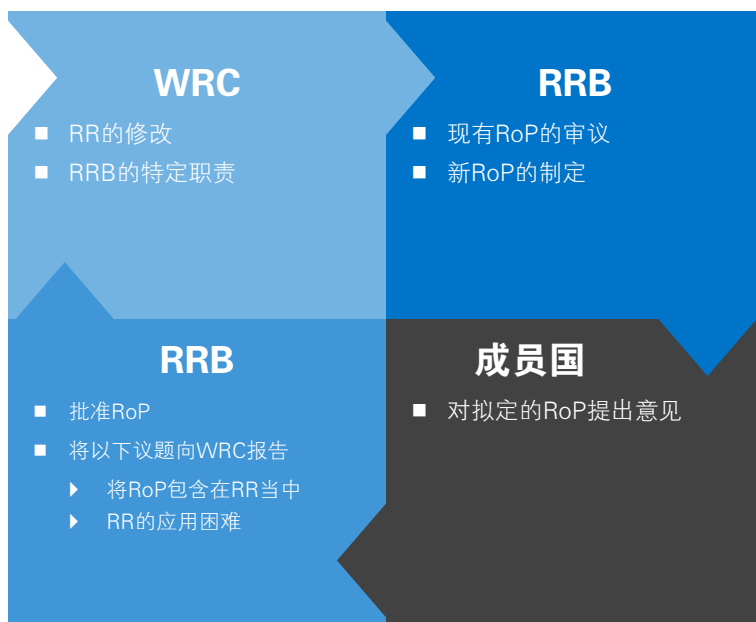 WRC
RR的修改
RRB的特定职责
RRB
现有RoP的审议
新RoP的制定
RRB
批准RoP
将以下议题向WRC报告
将RoP包含在RR当中
RR的应用困难
成员国
对拟定的RoP提出意见